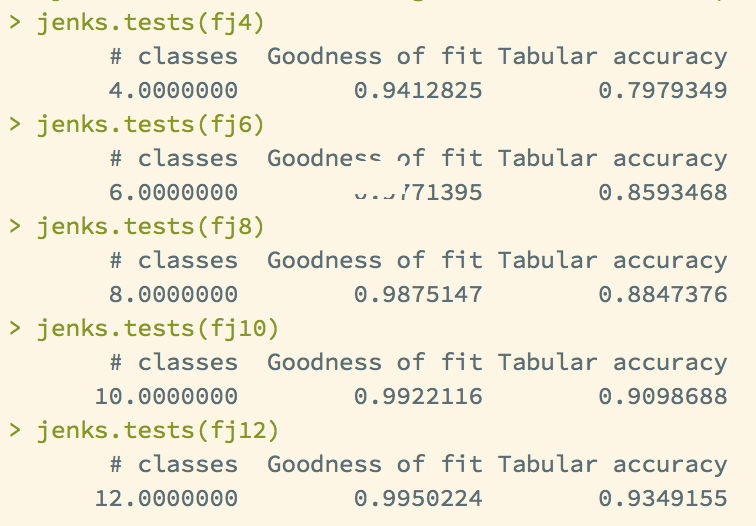 > jenks.tests(fj4)
# classes Goodness of fit Tabular accuracy
4.0000000 0.9412825 0.7979349
> jenks.tests(fj6)
# classes Goodness of fit Tabular accuracy
6.0000000 0.8593468
> jenks.tests(fj8)
# classes Goodness of fit Tabular accuracy
8.0000000 0.9875147 0.8847376
> jenks.tests(fj10)
# classes Goodness of fit Tabular accuracy
10.0000000 0.9922116 0.9098688
> jenks.tests(fj12)
# classes Goodness of fit Tabular accuracy
12.0000000 0.9950224 0.9349155